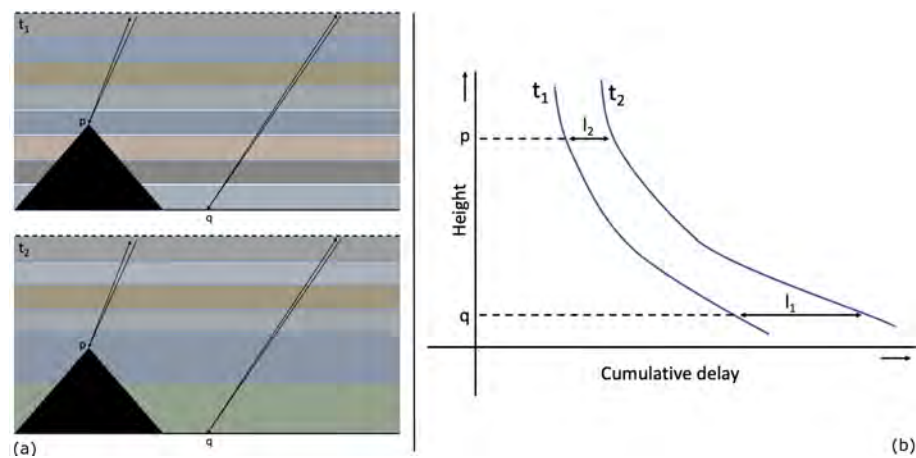 t₁
p
q
t₂
p
q
(a)
t₁
t₂
p
l₂
Height
q
l₁
Cumulative delay
(b)